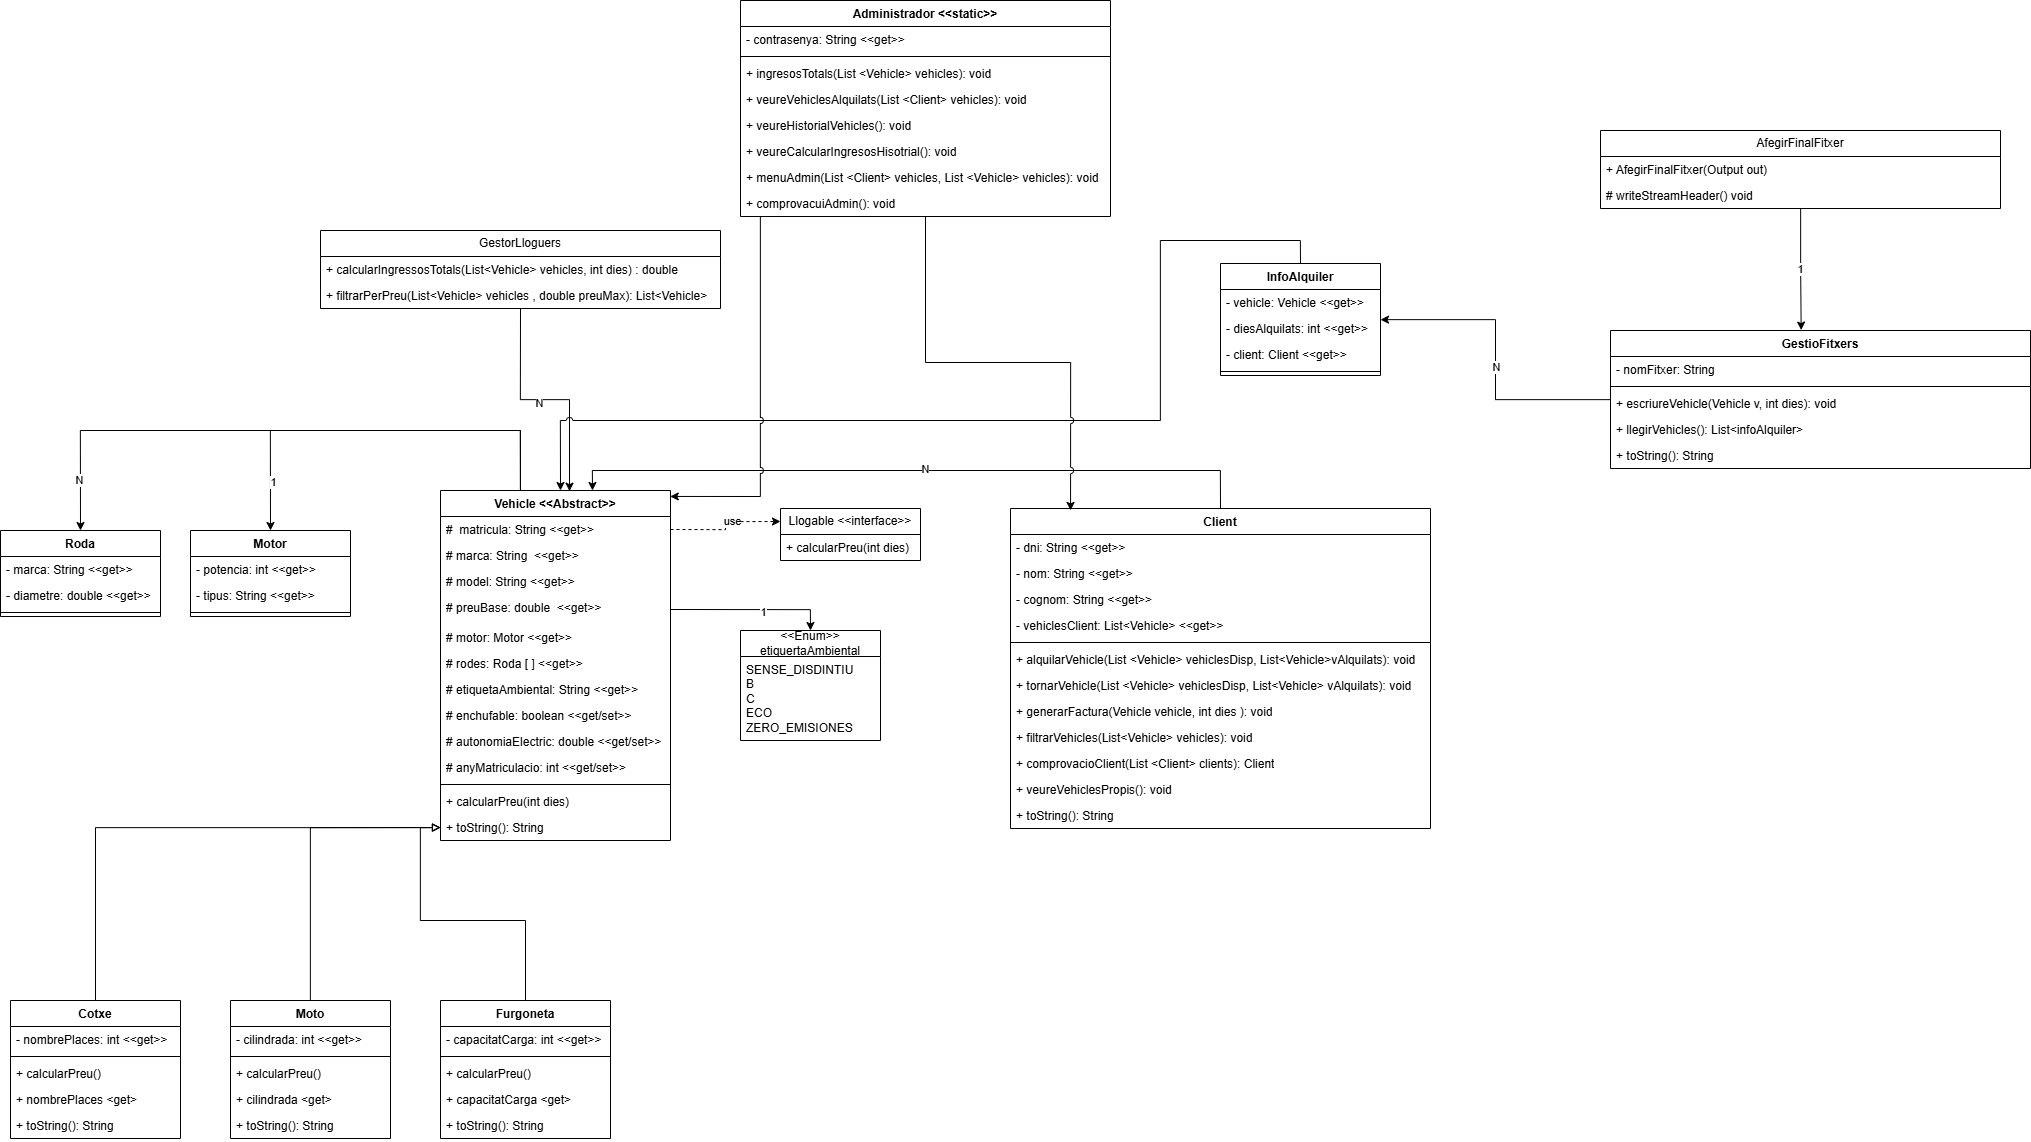 Administrador <<static>>
- contrasenya: String <<get>>
+ ingresosTotals(List <Vehicle> vehicles): void
+ veureVehiclesAlquilats(List <Client> vehicles): void
+ veureHistorialVehicles(): void
+ veureCalcularIngresosHisotrial(): void
+ menuAdmin(List <Client> vehicles, List <Vehicle> vehicles): void
+ comprovacuiAdmin(): void
AfegirFinalFitxer
+ AfegirFinalFitxer(Output out)
# writeStreamHeader() void
1
GestorLloguers
+ calcularIngressosTotals(List<Vehicle> vehicles, int dies) : double
+ filtrarPerPreu(List<Vehicle> vehicles , double preuMax): List<Vehicle>
N
InfoAlquiler
- vehicle: Vehicle <<get>>
- diesAlquilats: int <<get>>
- client: Client <<get>>
N
GestioFitxers
- nomFitxer: String
+ escriureVehicle(Vehicle v, int dies): void
+ llegirVehicles(): List<infoAlquiler>
+ toString(): String
N
1
N
Roda
- marca: String <<get>>
- diametre: double <<get>>
Motor
- potencia: int <<get>>
- tipus: String <<get>>
Vehicle <<Abstract>>
# matricula: String <<get>>
# marca: String <<get>>
# model: String <<get>>
# preuBase: double <<get>>
# motor: Motor <<get>>
# rodes: Roda [ ] <<get>>
# etiquetaAmbiental: String <<get>>
# enchufable: boolean <<get/set>>
# autonomiaElectric: double <<get/set>>
# anyMatriculacio: int <<get/set>>
+ calcularPreu(int dies)
+ toString(): String
use
Llogable <<interface>>
+ calcularPreu(int dies)
1
<<Enum>>
etiquertaAmbiental
SENSE_DISDINTIU
B
C
ECO
ZERO_EMISIONES
Client
- dni: String <<get>>
- nom: String <<get>>
- cognom: String <<get>>
- vehiclesClient: List<Vehicle> <<get>>
+ alquilarVehicle(List <Vehicle> vehiclesDisp, List<Vehicle>vAlquilats): void
+ tornarVehicle(List <Vehicle> vehiclesDisp, List<Vehicle> vAlquilats): void
+ generarFactura(Vehicle vehicle, int dies ): void
+ filtrarVehicles(List<Vehicle> vehicles): void
+ comprovacioClient(List <Client> clients): Client
+ veureVehiclesPropis(): void
+ toString(): String
Cotxe
- nombrePlaces: int <<get>>
+ calcularPreu()
+ nombrePlaces <get>
+ toString(): String
Moto
- cilindrada: int <<get>>
+ calcularPreu()
+ cilindrada <get>
+ toString(): String
Furgoneta
- capacitatCarga: int <<get>>
+ calcularPreu()
+ capacitatCarga <get>
+ toString(): String